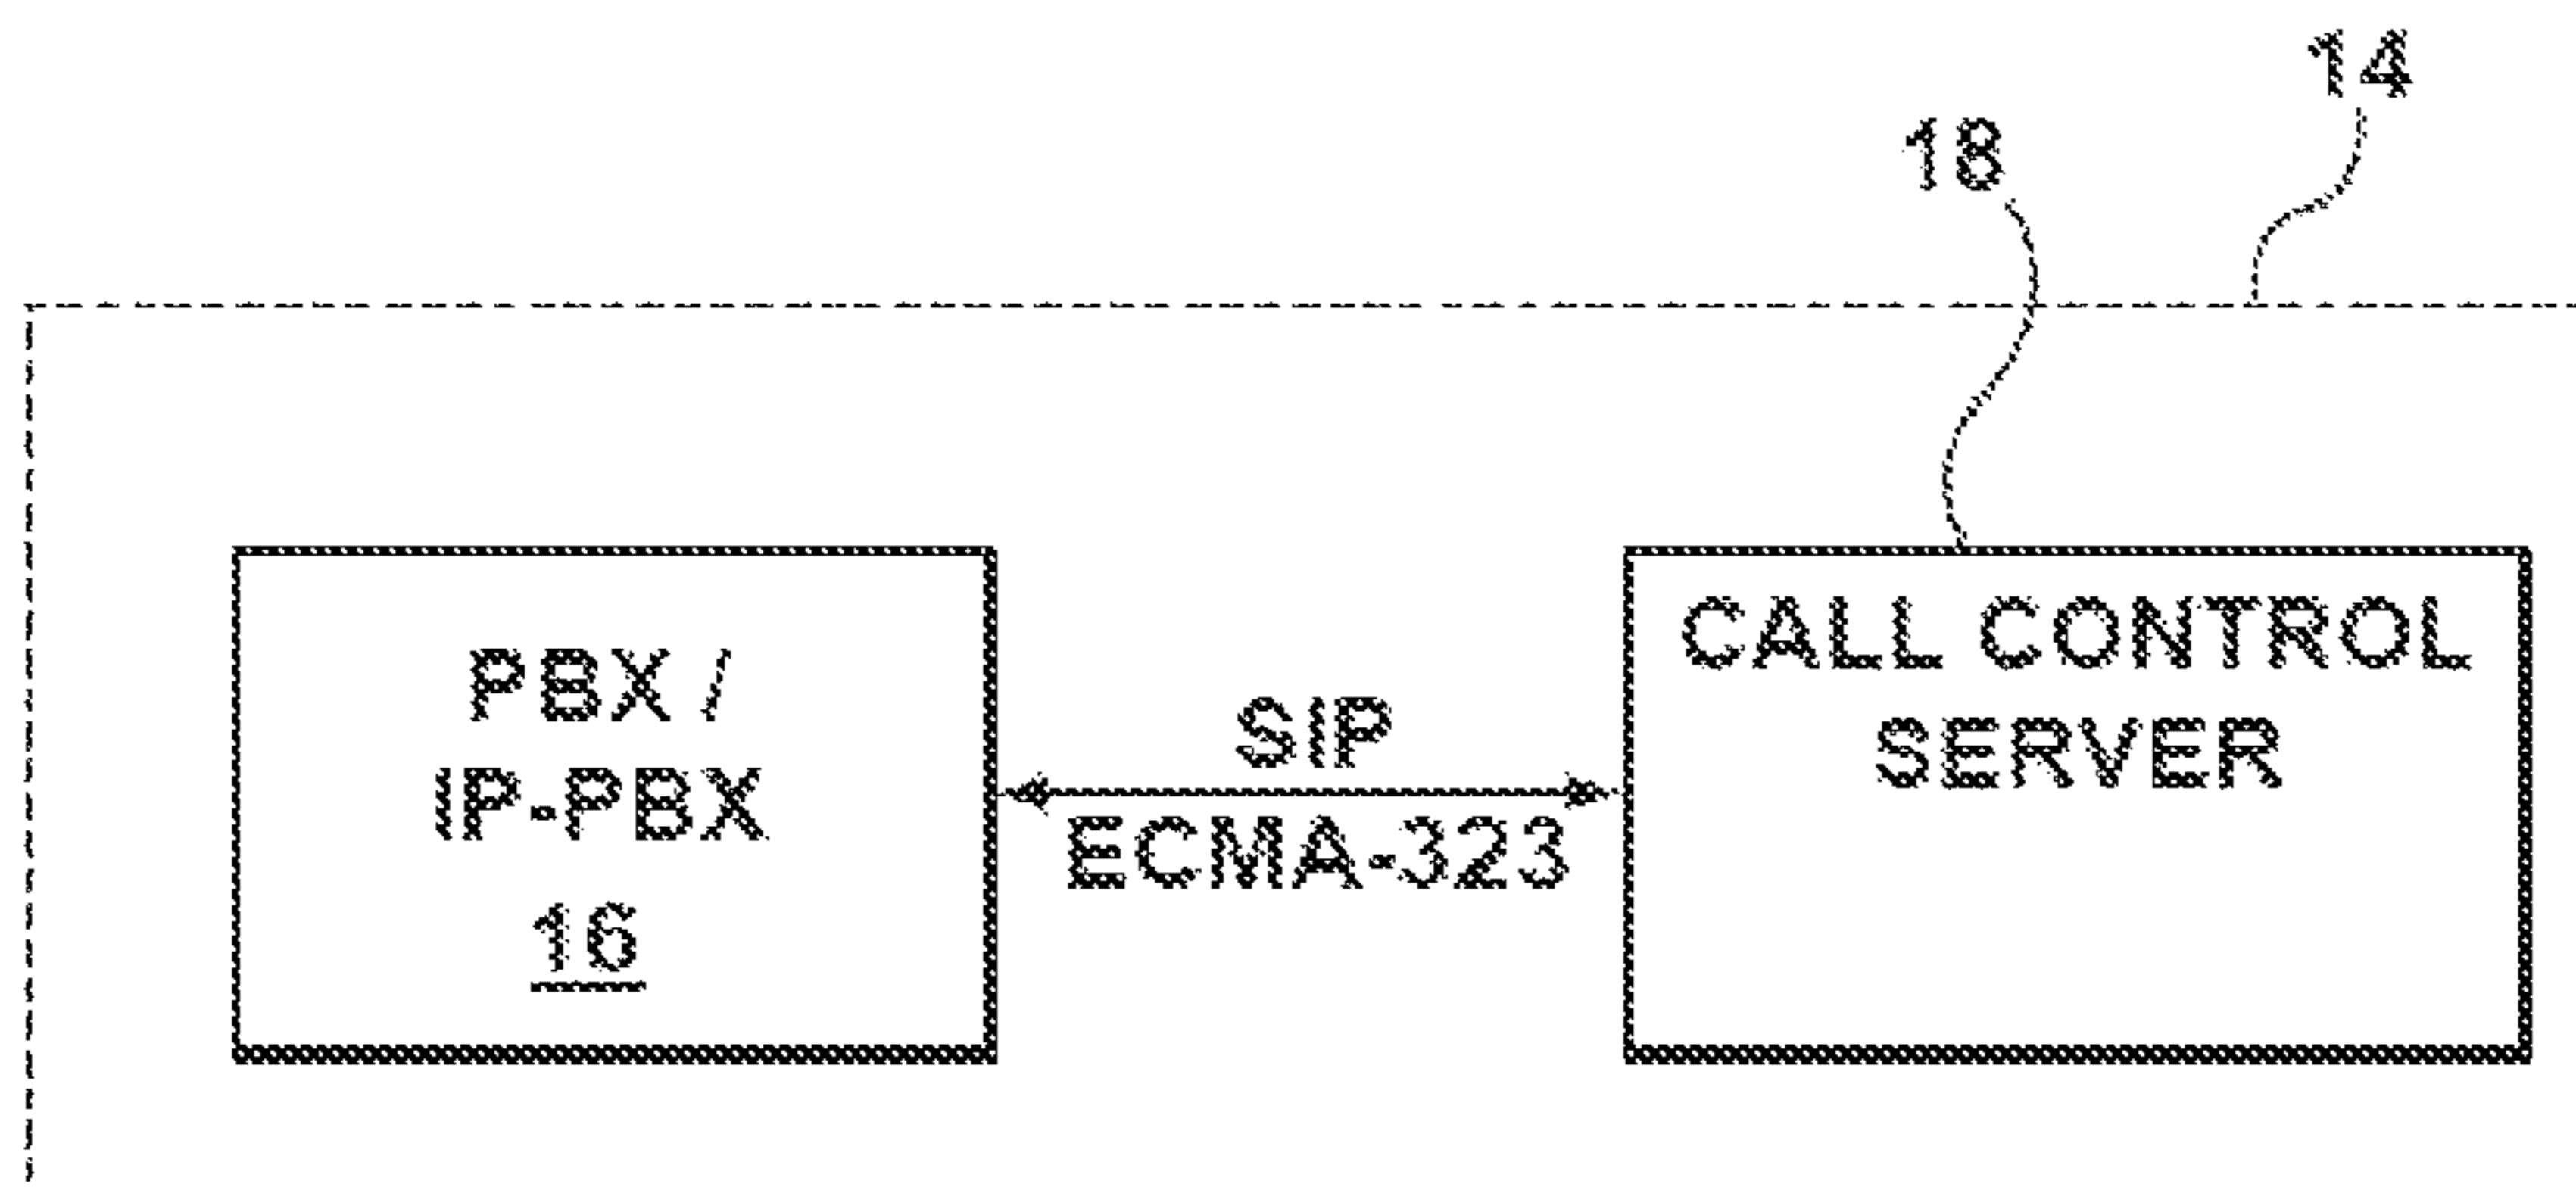 14
18
PBX /
IP-PBX
16
SIP
ECMA-323
CALL CONTROL
SERVER